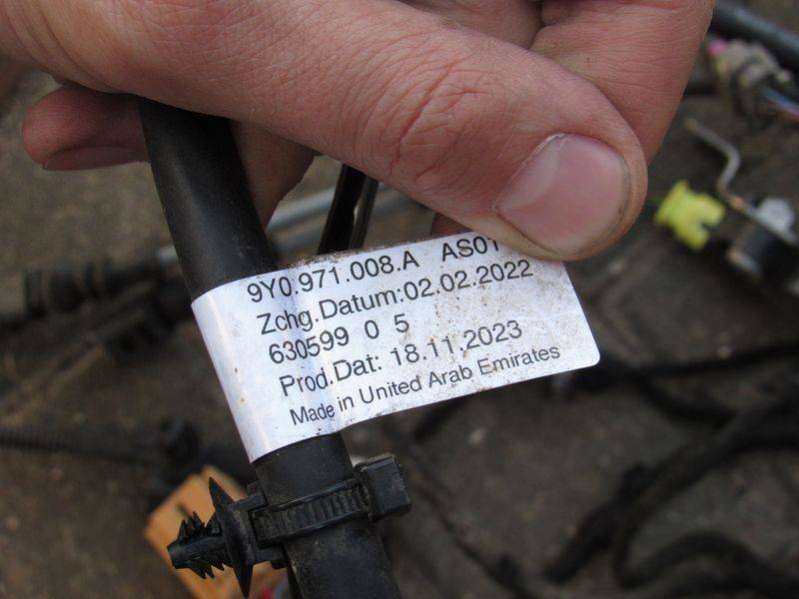 9Y0.971.008.A AS01
Zchg.Datum:02.02.2022
630599 0 5
Prod.Dat: 18.11.2023
Made in United Arab Emirates